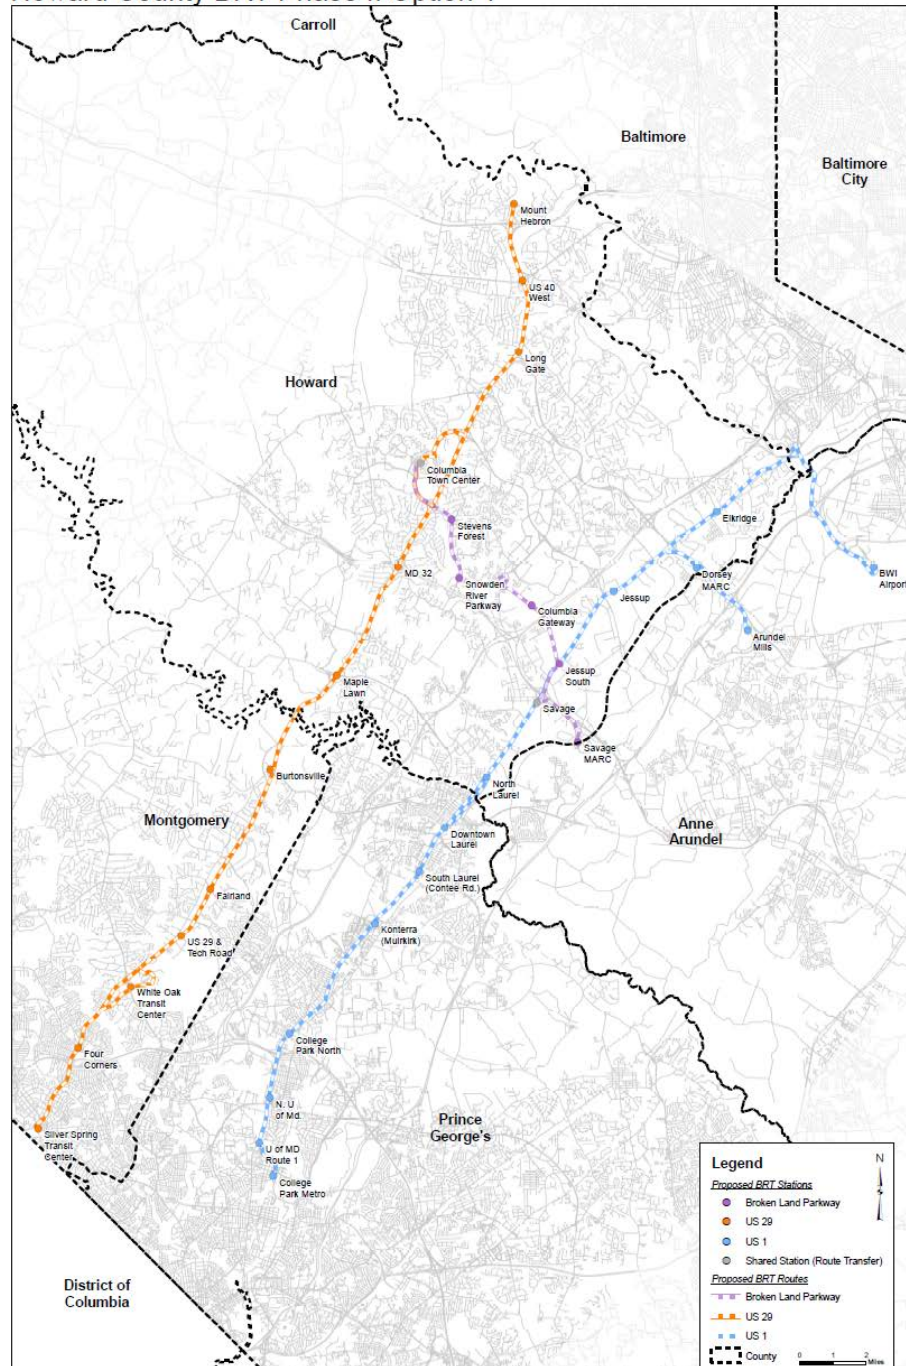 Carroll
Baltimore
Baltimore
City
Mount
Hebron
US 40
West
Long
Gate
Howard
Columbia
Town Center
Stevens
Forest
Elkridge
MD 32
Snowden
River
Parkway
Dorsey
MARC
BWI
Airport
Jessup
Columbia
Gateway
Arundel
Mills
Jessup
South
Maple
Lawn
Savage
Savage
MARC
Burtonsville
North
Laurel
Montgomery
Anne
Arundel
Downtown
Laurel
South Laurel
(Contee Rd.)
Fairland
Konterra
(Muirkirk)
US 29 &
Tech Road
White Oak
Transit
Center
College
Park North
Four
Corners
N. U
of Md.
Prince
George's
Silver Spring
Transit
Center
U of MD
Route 1
College
Park Metro
District of
Columbia
Legend
N
Proposed BRT Stations
Broken Land Parkway
US 29
US 1
Shared Station (Route Transfer)
Proposed BRT Routes
Broken Land Parkway
US 29
US 1
County
0 1 2
Miles